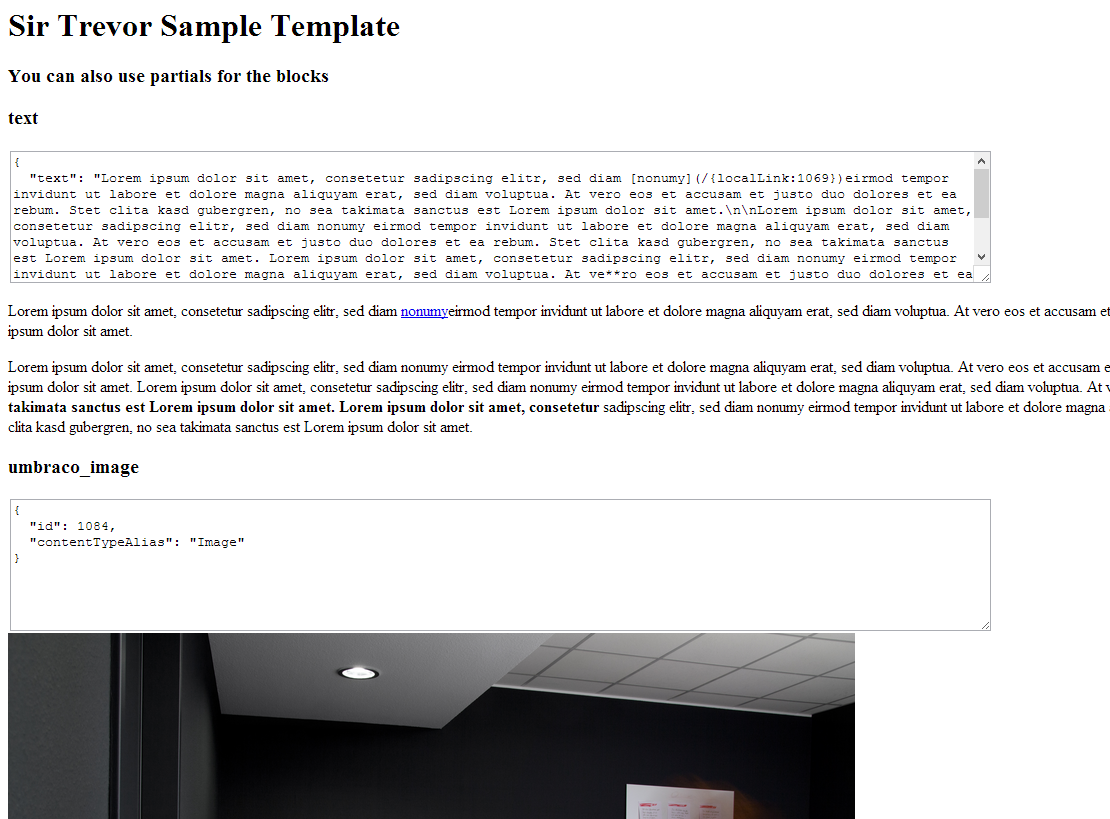 Sir Trevor Sample Template
You can also use partials for the blocks
text
{
  "text": "Lorem ipsum dolor sit amet, consetetur sadipscing elitr, sed diam [nonumy](/{localLink:1069})eirmod tempor
invidunt ut labore et dolore magna aliquyam erat, sed diam voluptua. At vero eos et accusam et justo duo dolores et ea
rebum. Stet clita kasd gubergren, no sea takimata sanctus est Lorem ipsum dolor sit amet.\n\nLorem ipsum dolor sit amet,
consetetur sadipscing elitr, sed diam nonumy eirmod tempor invidunt ut labore et dolore magna aliquyam erat, sed diam
voluptua. At vero eos et accusam et justo duo dolores et ea rebum. Stet clita kasd gubergren, no sea takimata sanctus
est Lorem ipsum dolor sit amet. Lorem ipsum dolor sit amet, consetetur sadipscing elitr, sed diam nonumy eirmod tempor
invidunt ut labore et dolore magna aliquyam erat, sed diam voluptua. At ve**ro eos et accusam et justo duo dolores et ea
Lorem ipsum dolor sit amet, consetetur sadipscing elitr, sed diam nonumyeirmod tempor invidunt ut labore et dolore magna aliquyam erat, sed diam voluptua. At vero eos et accusam et
ipsum dolor sit amet.
Lorem ipsum dolor sit amet, consetetur sadipscing elitr, sed diam nonumy eirmod tempor invidunt ut labore et dolore magna aliquyam erat, sed diam voluptua. At vero eos et accusam e
ipsum dolor sit amet. Lorem ipsum dolor sit amet, consetetur sadipscing elitr, sed diam nonumy eirmod tempor invidunt ut labore et dolore magna aliquyam erat, sed diam voluptua. At v
takimata sanctus est Lorem ipsum dolor sit amet. Lorem ipsum dolor sit amet, consetetur sadipscing elitr, sed diam nonumy eirmod tempor invidunt ut labore et dolore magna
clita kasd gubergren, no sea takimata sanctus est Lorem ipsum dolor sit amet.
umbraco_image
{
  "id": 1084,
  "contentTypeAlias": "Image"
}